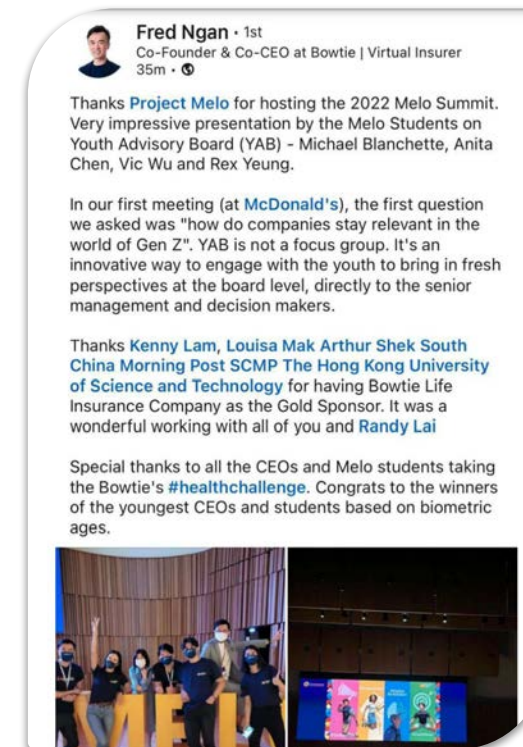 Fred Ngan · 1st
Co-Founder & Co-CEO at Bowtie | Virtual Insurer
35m ·
Thanks Project Melo for hosting the 2022 Melo Summit.
Very impressive presentation by the Melo Students on
Youth Advisory Board (YAB) - Michael Blanchette, Anita
Chen, Vic Wu and Rex Yeung.
In our first meeting (at McDonald's), the first question
we asked was "how do companies stay relevant in the
world of Gen Z". YAB is not a focus group. It's an
innovative way to engage with the youth to bring in fresh
perspectives at the board level, directly to the senior
management and decision makers.
Thanks Kenny Lam, Louisa Mak Arthur Shek South
China Morning Post SCMP The Hong Kong University
of Science and Technology for having Bowtie Life
Insurance Company as the Gold Sponsor. It was a
wonderful working with all of you and Randy Lai
Special thanks to all the CEOs and Melo students taking
the Bowtie's #healthchallenge. Congrats to the winners
of the youngest CEOs and students based on biometric
ages.
MEL